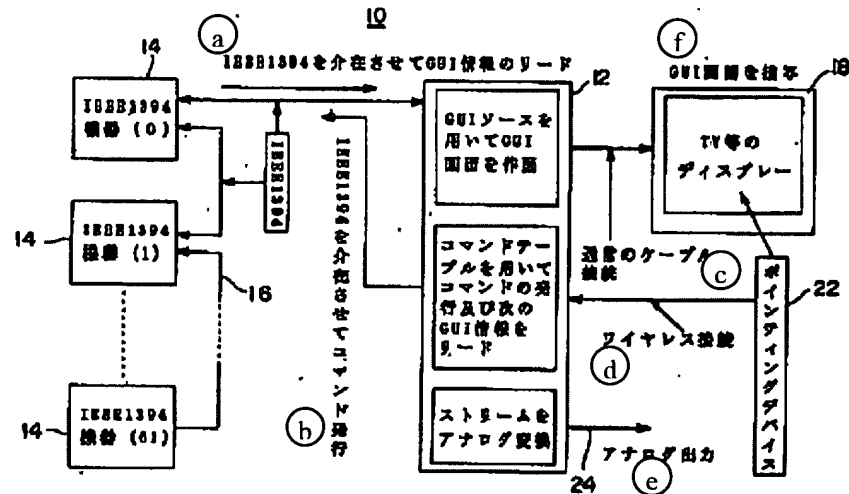 10
a
IEEE1394を介在させてGUI情報のリード
f
GUI画面を描写
14
12
18
IEEE1394
機器 (0)
GUIソースを
用いてGUI
画面を作画
TV等の
ディスプレー
IEEE1394
IEEE1394を介在させてコマンド発行
14
IEEE1394
機器 (1)
16
コマンドテー
ブルを用いて
コマンドの発
行及び次の
GUI情報を
リード
通常のケーブル
接続
c
22
ポインティングデバイス
ワイヤレス接続
d
14
IEEE1394
機器 (61)
b
ストリームを
アナログ変換
24
アナログ出力
e